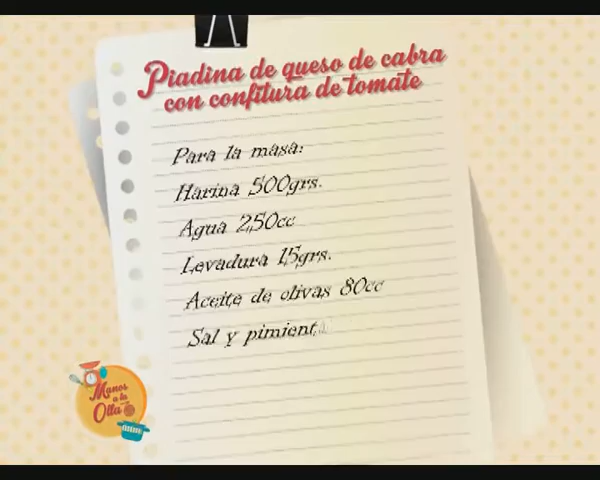 Piadina de queso de cabra
con confitura de tomate
Para la masa:
Harina 500grs.
Agua 250cc
Levadura 15grs.
Aceite de olivas 80cc
Sal y pimient
Manos
a la
Olla